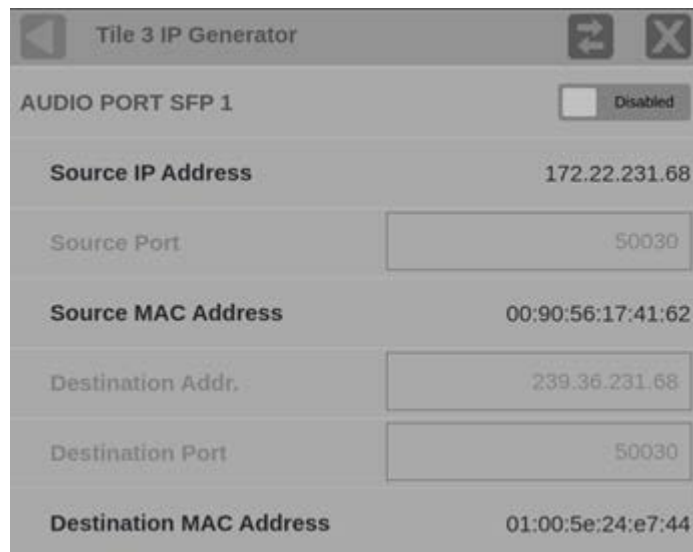 Tile 3 IP Generator
AUDIO PORT SFP 1 Disabled
Source IP Address 172.22.231.68
Source Port 50030
Source MAC Address 00:90:56:17:41:62
Destination Addr. 239.36.231.68
Destination Port 50030
Destination MAC Address 01:00:5e:24:e7:44